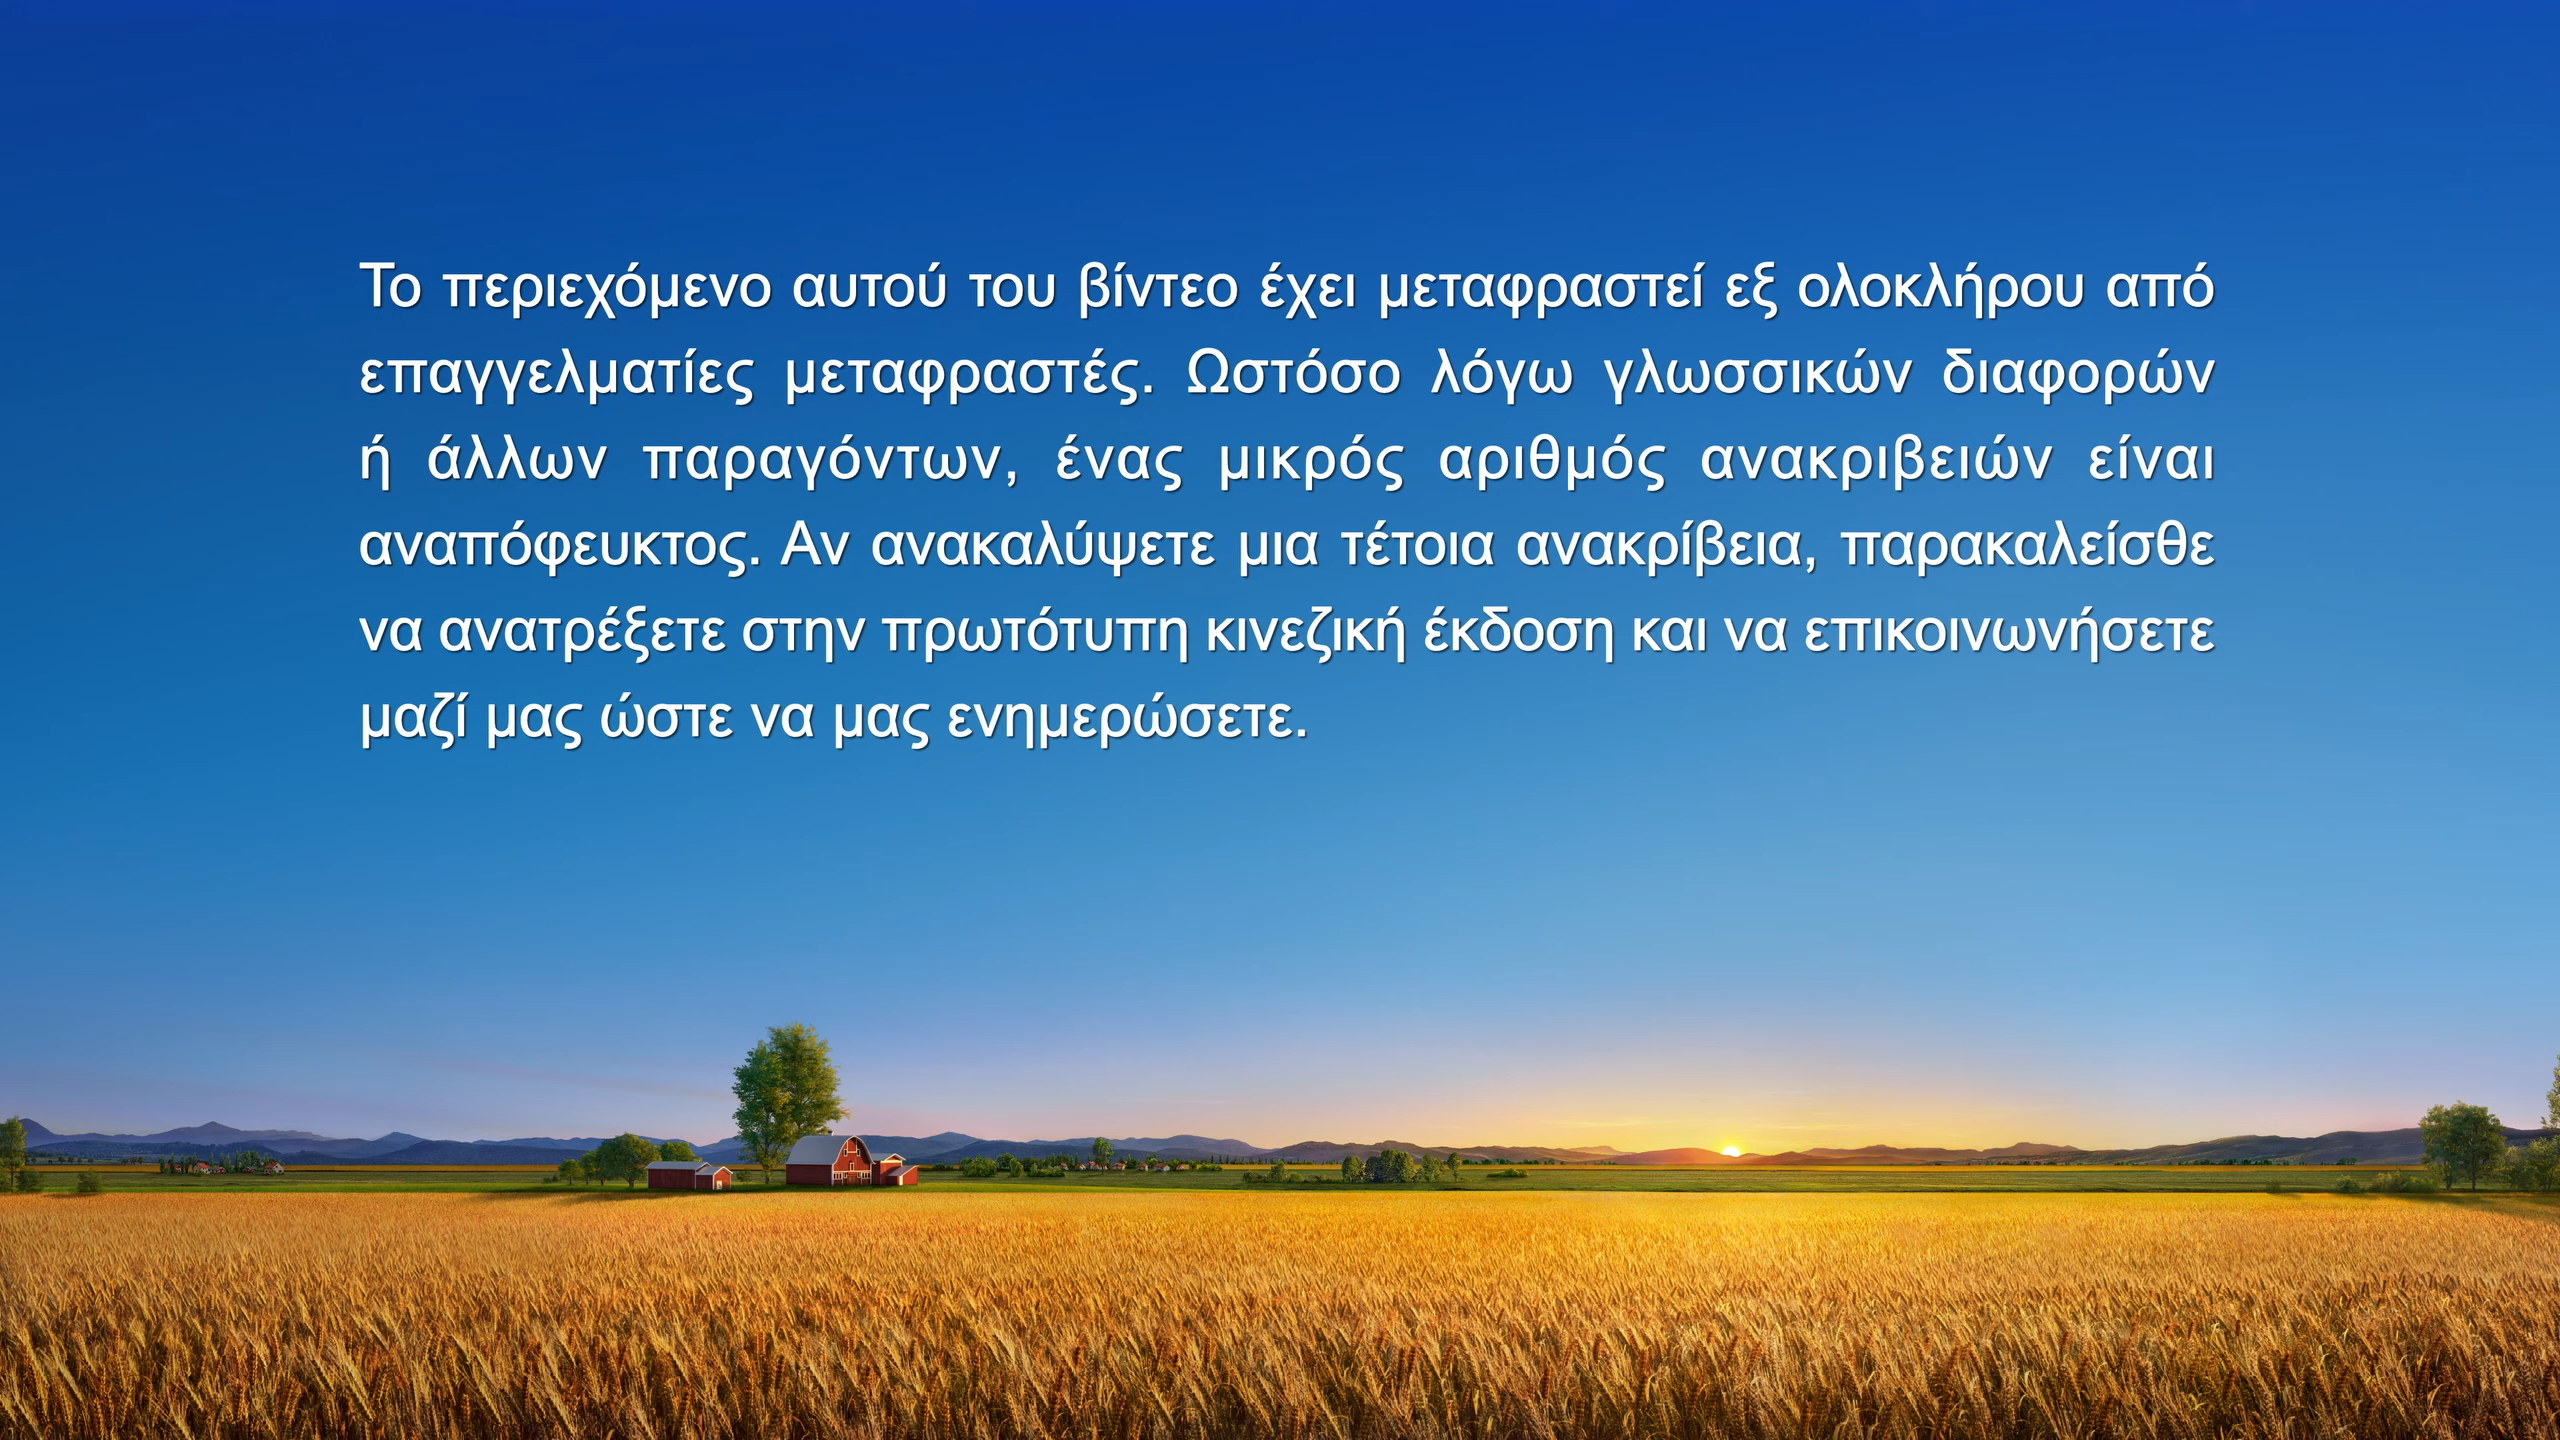 Το περιεχόμενο αυτού του βίντεο έχει μεταφραστεί εξ ολοκλήρου από
επαγγελματίες μεταφραστές. Ωστόσο λόγω γλωσσικών διαφορών
ή άλλων παραγόντων, ένας μικρός αριθμός ανακριβειών είναι
αναπόφευκτος. Αν ανακαλύψετε μια τέτοια ανακρίβεια, παρακαλείσθε
να ανατρέξετε στην πρωτότυπη κινεζική έκδοση και να επικοινωνήσετε
μαζί μας ώστε να μας ενημερώσετε.